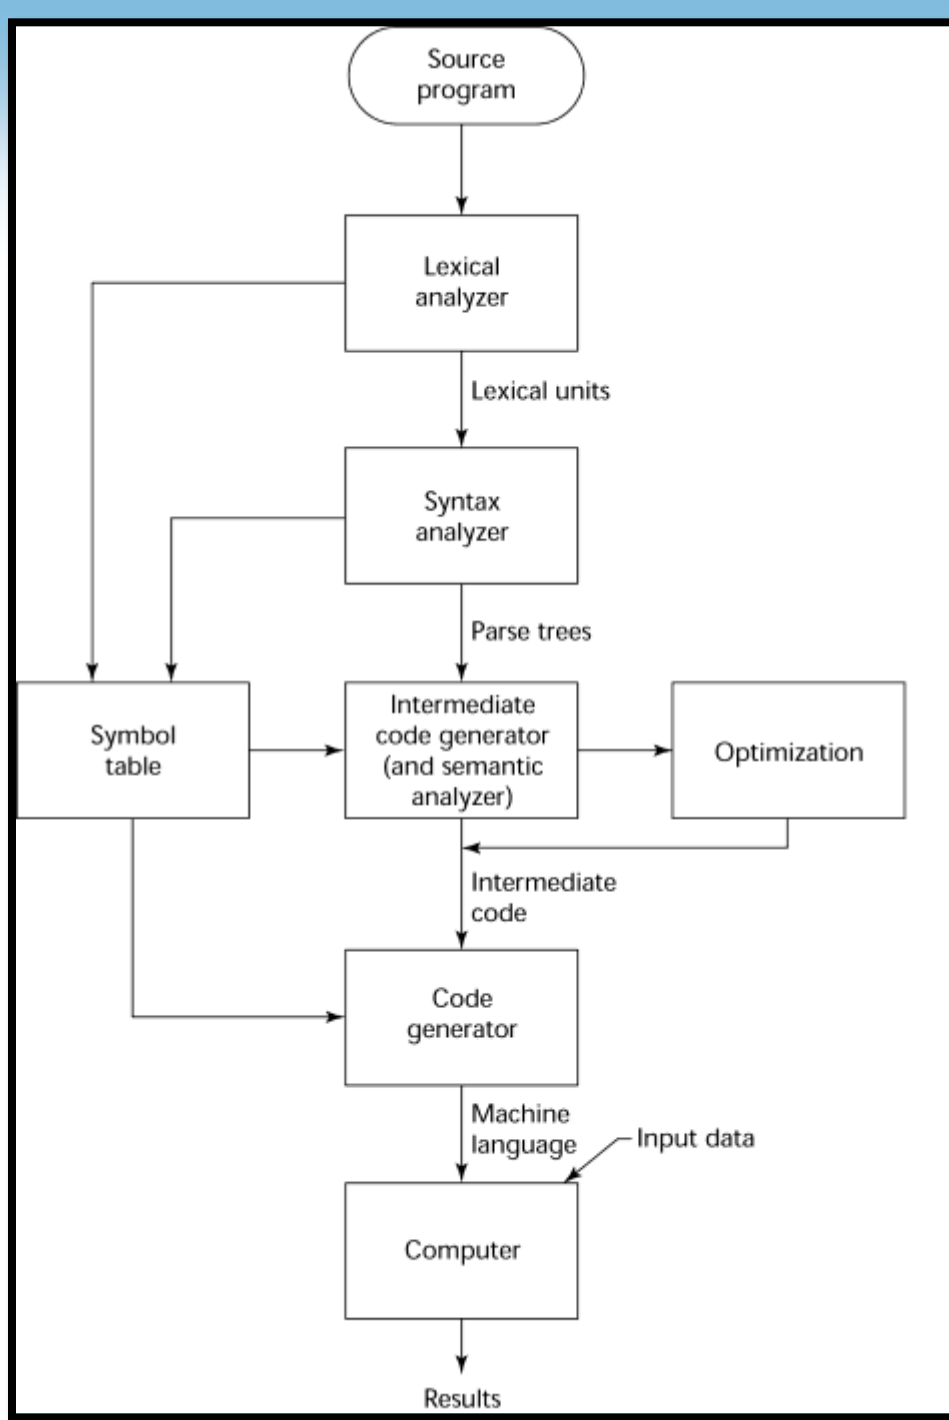 Source
program
Lexical
analyzer
Lexical units
Syntax
analyzer
Parse trees
Symbol
table
Intermediate
code generator
(and semantic
analyzer)
Optimization
Intermediate
code
Code
generator
Machine
language
Input data
Computer
Results